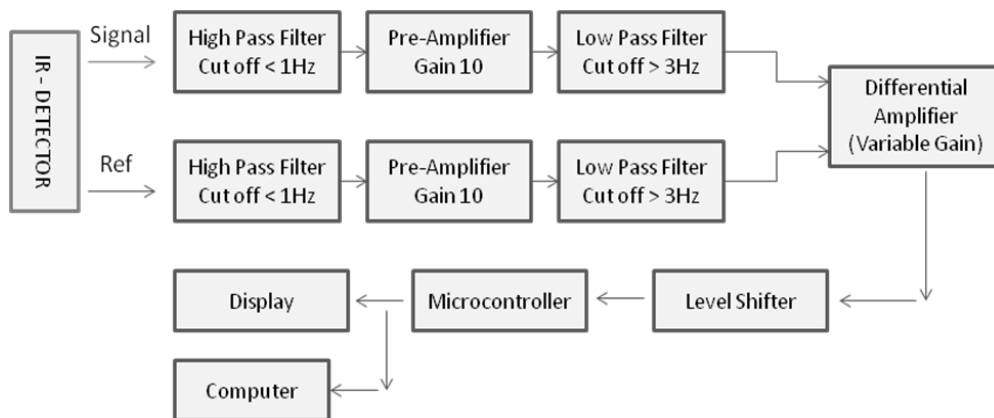 IR - DETECTOR
Signal
High Pass Filter
Cut off < 1Hz
Pre-Amplifier
Gain 10
Low Pass Filter
Cut off > 3Hz
Differential
Amplifier
(Variable Gain)
Ref
High Pass Filter
Cut off < 1Hz
Pre-Amplifier
Gain 10
Low Pass Filter
Cut off > 3Hz
Display
Microcontroller
Level Shifter
Computer